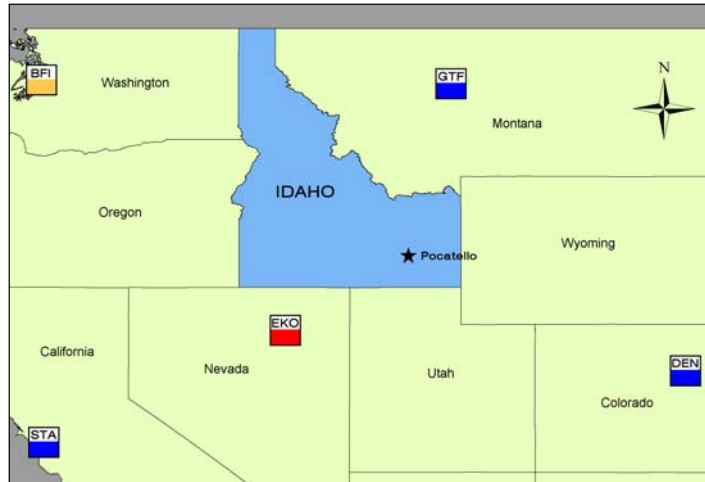 BFI
Washington
GTF
N
Montana
IDAHO
Oregon
Wyoming
Pocatello
EKO
California
Nevada
Utah
DEN
Colorado
STA